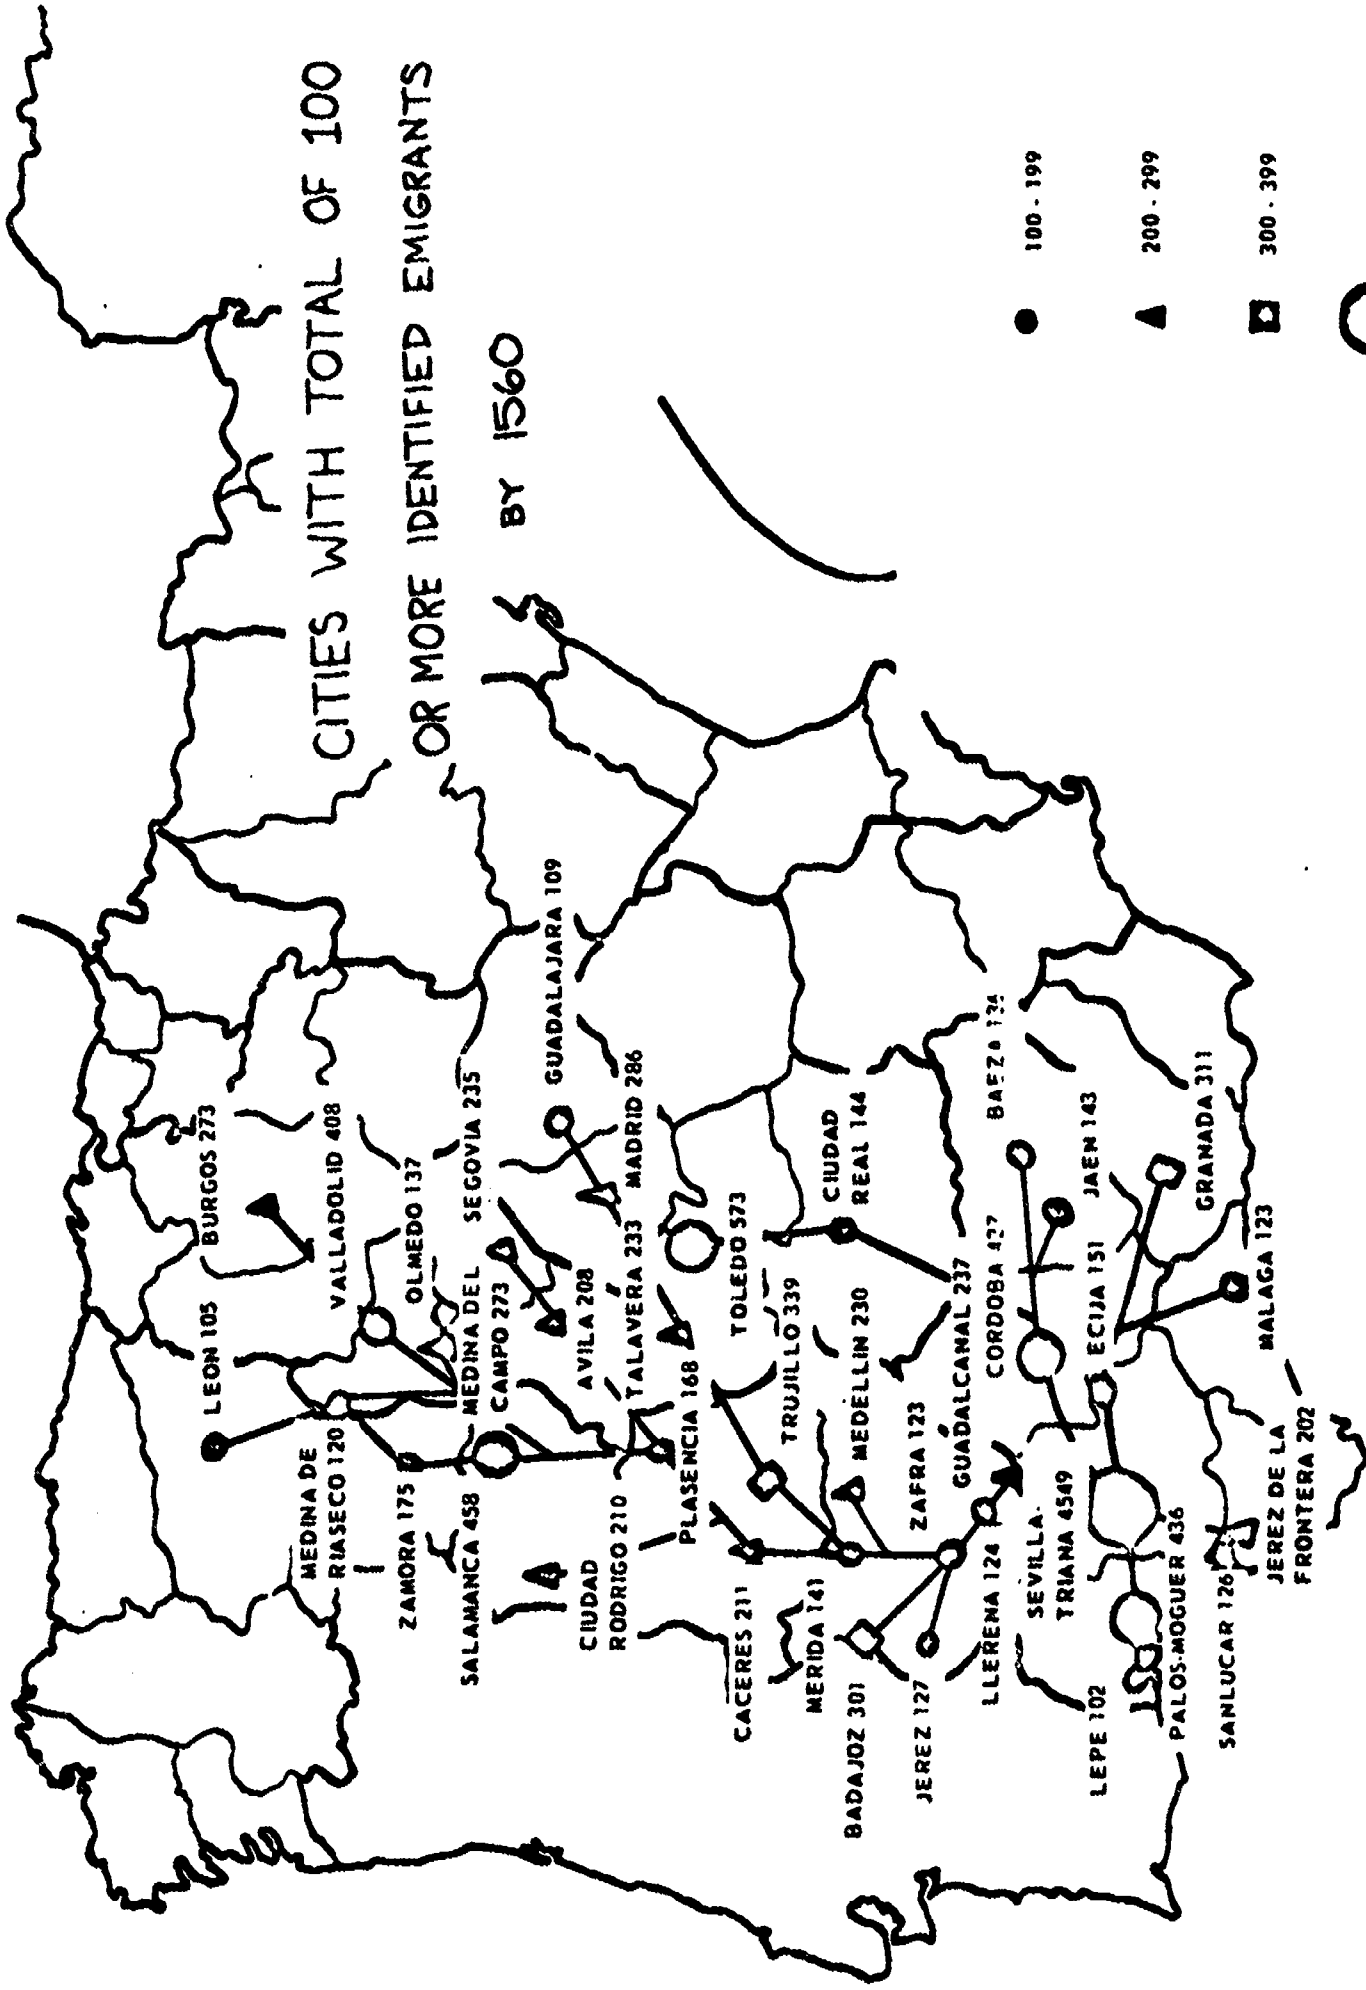 CITIES WITH TOTAL OF 100
OR MORE IDENTIFIED EMIGRANTS
BY 1560
LEON 105
BURGOS 273
MEDINA DE
RIASECO 120
VALLADOLID 408
ZAMORA 175
OLMEDO 137
SALAMANCA 458
MEDINA DEL
CAMPO 273
SEGOVIA 235
GUADALAJARA 109
CIUDAD
RODRIGO 210
AVILA 208
TALAVERA 233
MADRID 286
PLASENCIA 168
CACERES 211
TOLEDO 573
TRUJILLO 339
MERIDA 141
CIUDAD
REAL 144
BADAJOZ 301
MEDELLIN 230
JEREZ 127
ZAFRA 123
GUADALCANAL 237
LLERENA 124
CORDOBA
BAEZA
SEVILLA-
TRIANA 4549
LEPE 102
ECIJA 151
JAEN 143
PALOS-MOGUER 436
GRANADA 311
SANLUCAR 126
MALAGA 123
JEREZ DE LA
FRONTERA 202
100 - 199
200 - 299
300 - 399